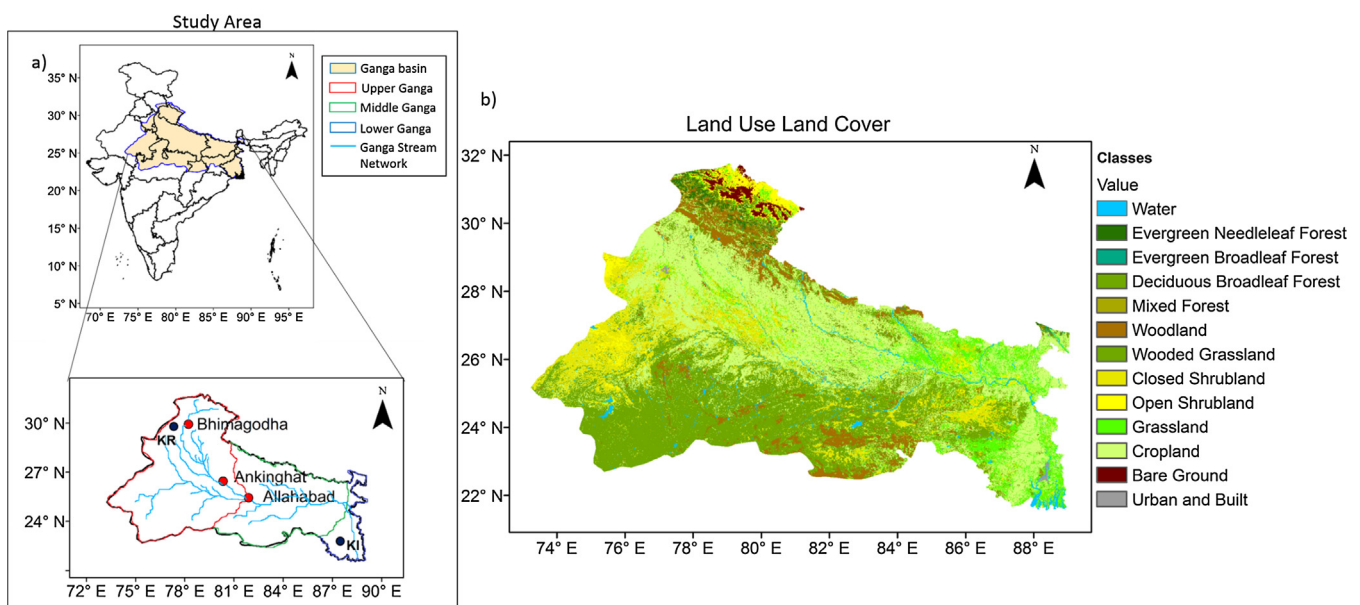 Study Area
a)
N
35° N
30° N
25° N
20° N
15° N
10° N
5° N
70° E 75° E 80° E 85° E 90° E 95° E
Ganga basin
Upper Ganga
Middle Ganga
Lower Ganga
Ganga Stream
Network
N
30° N
27° N
24° N
KR
Bhimagodha
Ankinghat
Allahabad
KI
72° E 75° E 78° E 81° E 84° E 87° E 90° E
b)
Land Use Land Cover
N
32° N
30° N
28° N
26° N
24° N
22° N
74° E 76° E 78° E 80° E 82° E 84° E 86° E 88° E
Classes
Value
Water
Evergreen Needleleaf Forest
Evergreen Broadleaf Forest
Deciduous Broadleaf Forest
Mixed Forest
Woodland
Wooded Grassland
Closed Shrubland
Open Shrubland
Grassland
Cropland
Bare Ground
Urban and Built